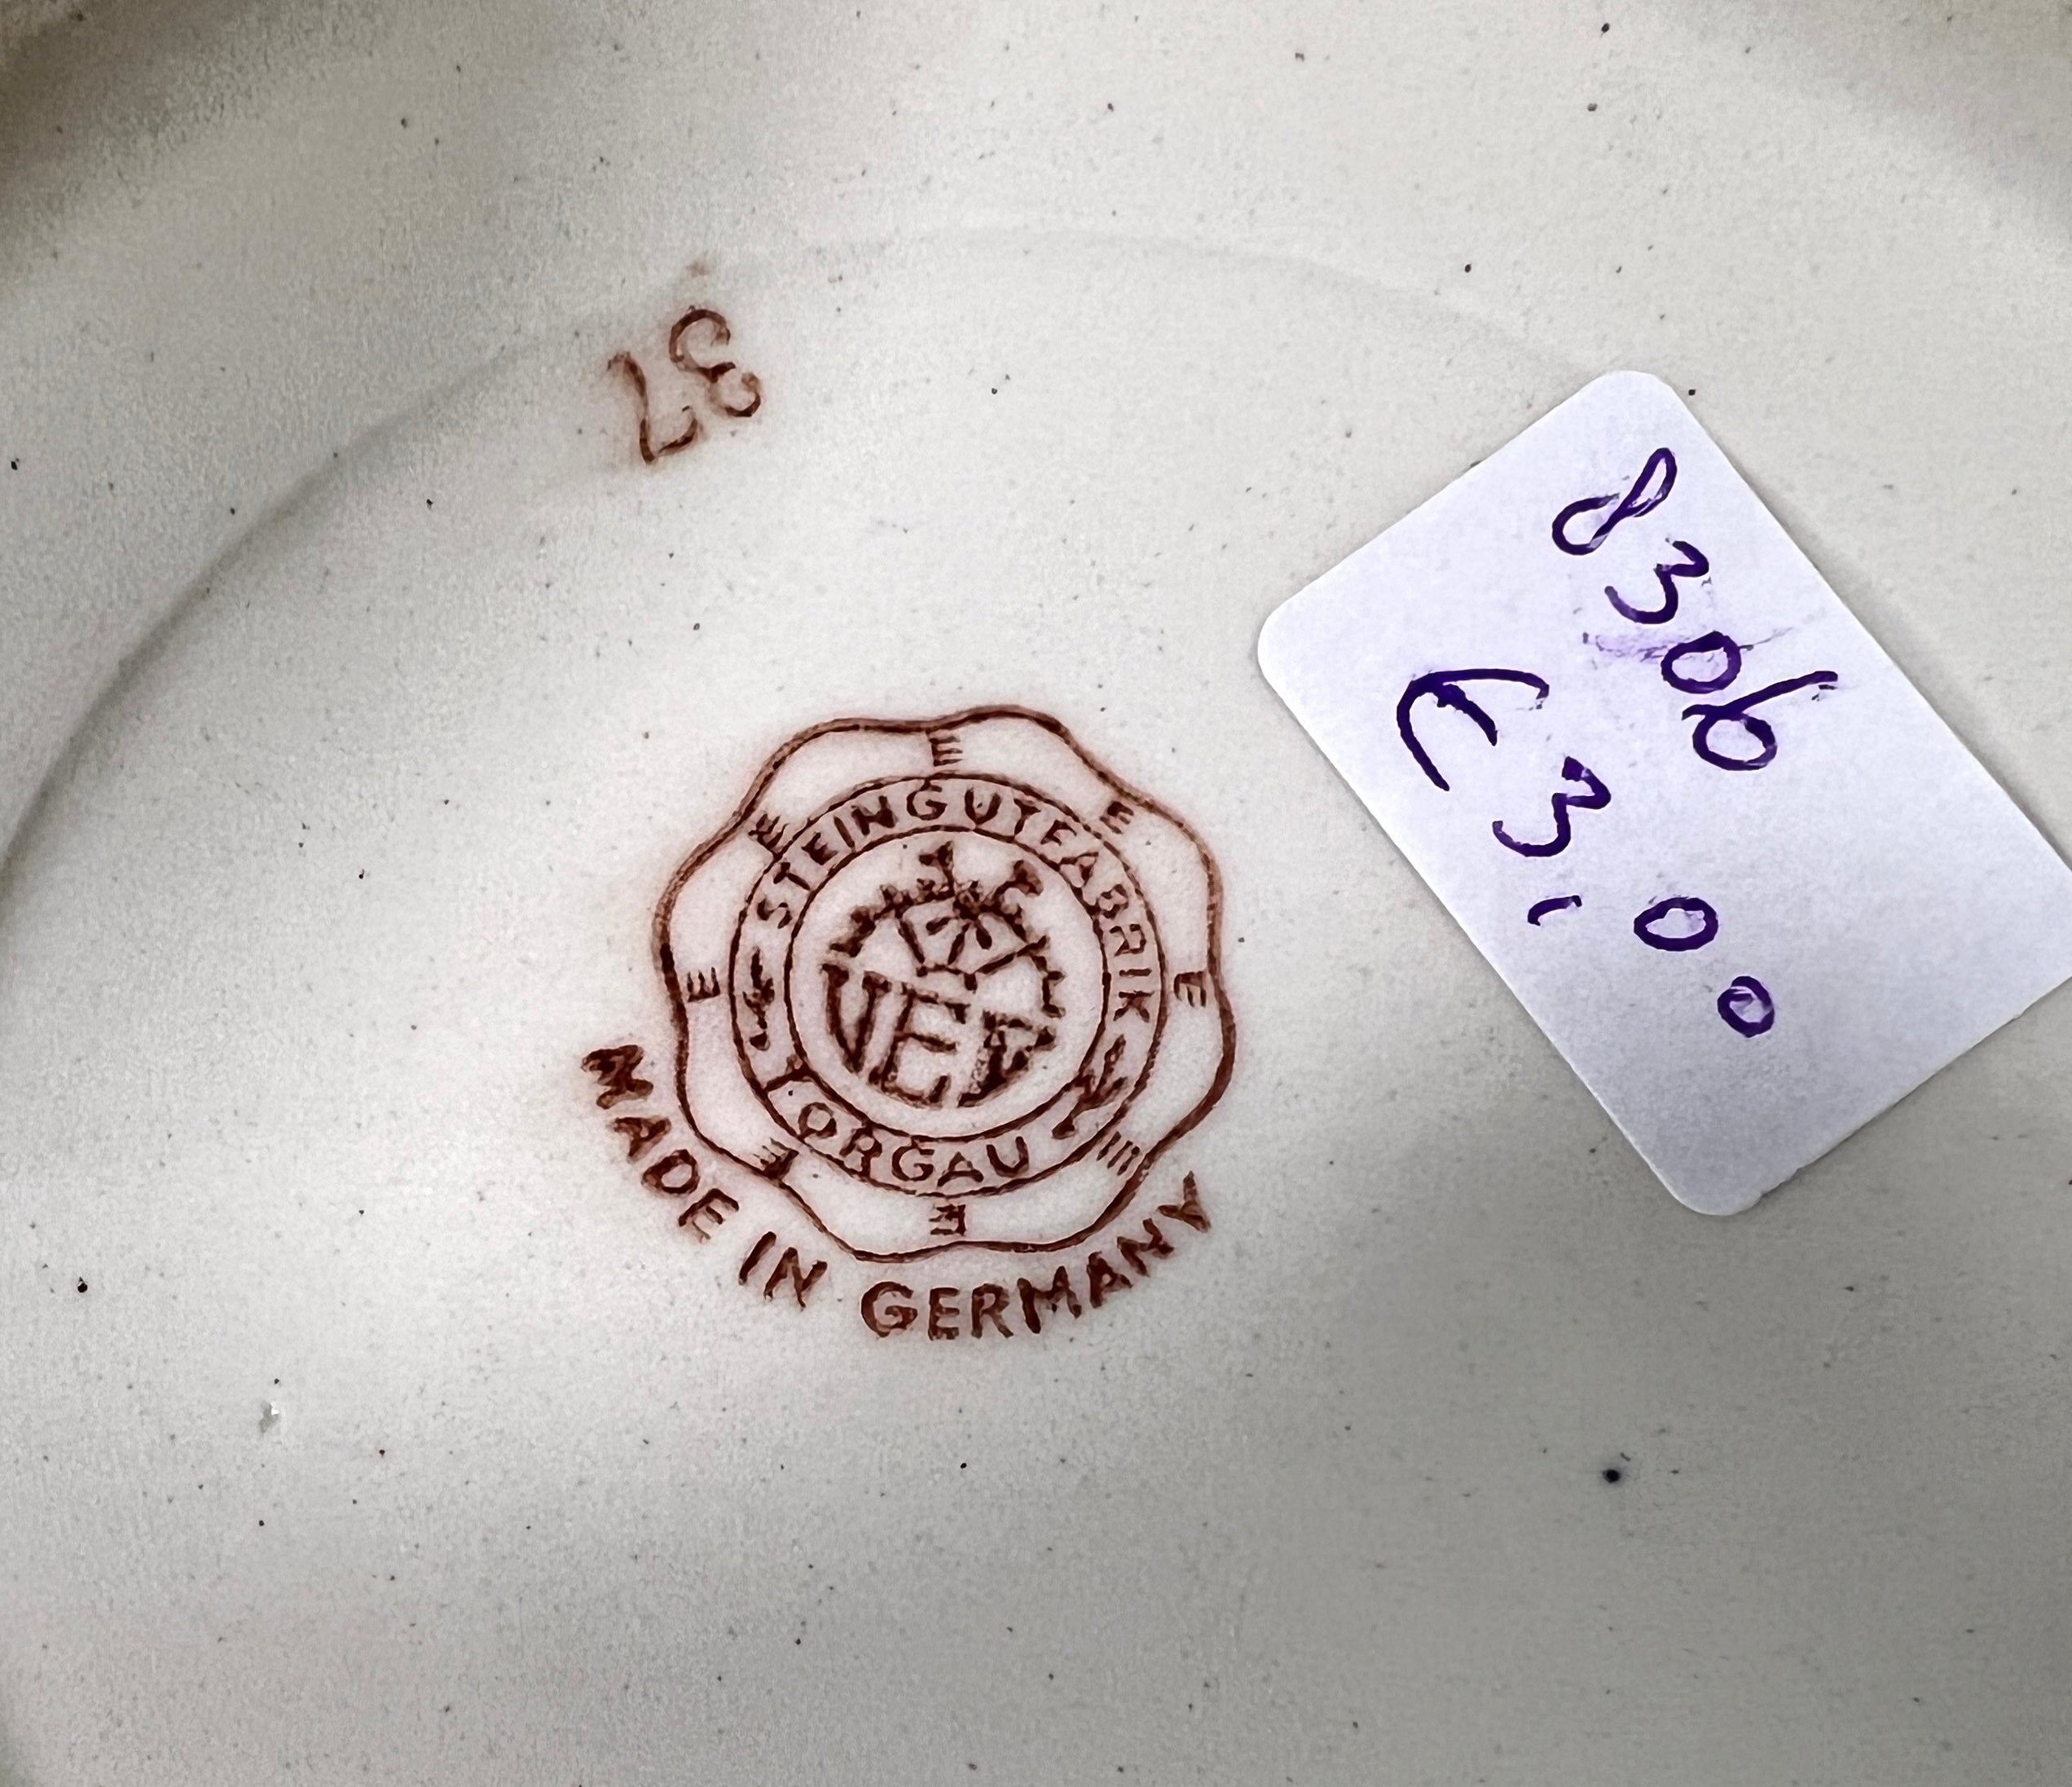 37
8306
€ 3,00
E E E E E E E E
STEINGUTFABRIK
VEB
TORGAU
MADE IN GERMANY